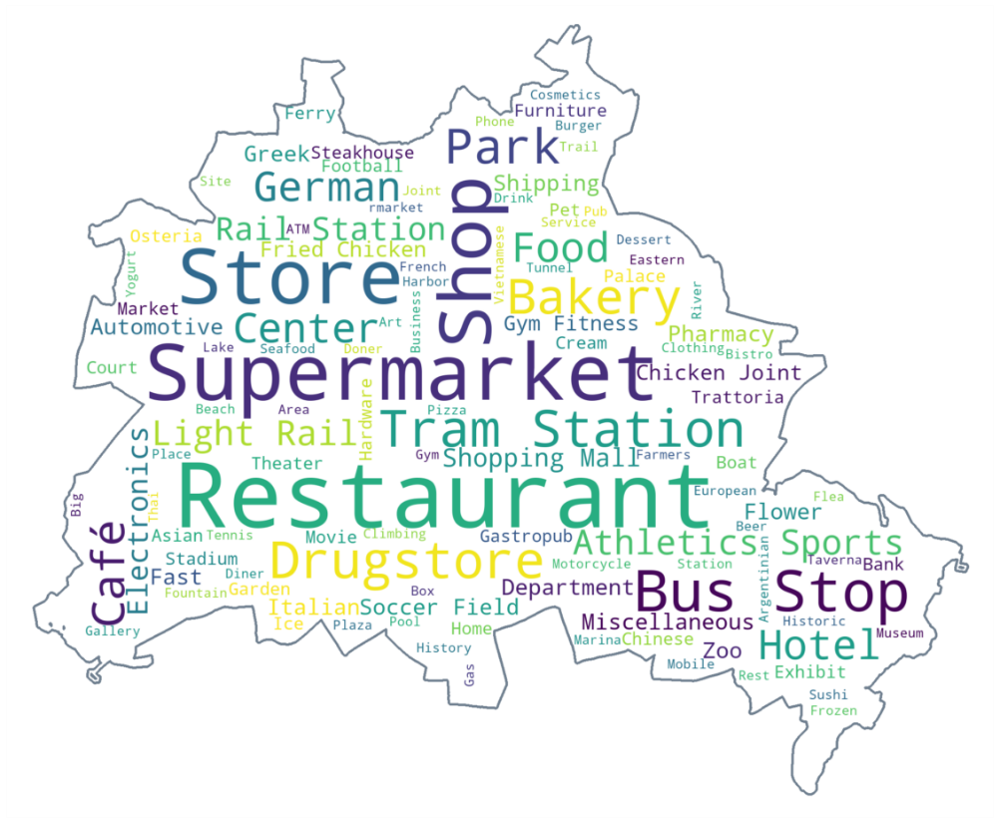 Cosmetics
Furniture
Ferry
Phone
Burger
Park
Trail
Greek
Steakhouse
Football
Site
German
Joint
Shipping
Drink
rmarket
Pet
Pub
Service
Shop
Rail Station
ATM
Osteria
Fried Chicken
Vietnamese
Food
Dessert
Eastern
Yogurt
Store
French
Harbor
Tunnel
Palace
River
Bakery
Market
Automotive
Center
Art
Business
Gym Fitness
Pharmacy
Lake
Seafood
Doner
Cream
Clothing
Bistro
Court
Supermarket
Chicken Joint
Trattoria
Beach
Area
Pizza
Hardware
Light Rail
Tram Station
Place
Theater
Gym
Shopping Mall
Farmers
Boat
Electronics
Big
Thai
Restaurant
European
Flea
Flower
Beer
Café
Asian
Tennis
Movie
Climbing
Gastropub
Athletics Sports
Stadium
Drugstore
Motorcycle
Station
Argentinian
Taverna
Bank
Fast
Diner
Fountain
Garden
Box
Department
Bus Stop
Italian
Soccer Field
Ice
Plaza
Pool
Home
Miscellaneous
Historic
Gallery
Museum
History
Marina
Chinese
Zoo
Hotel
Gas
Mobile
Rest
Exhibit
Sushi
Frozen